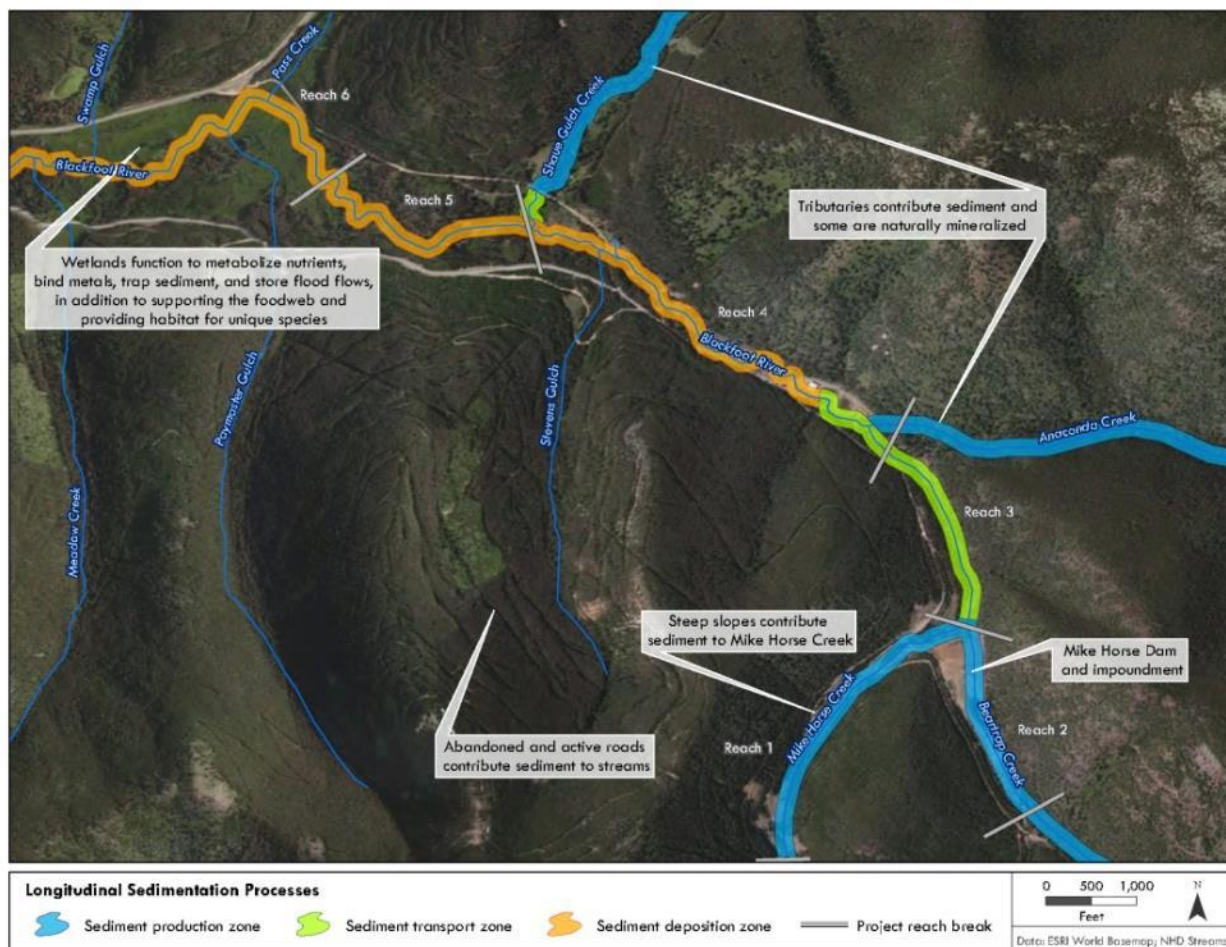 Swamp Gulch
Pass Creek
Reach 6
Shaue Gulch Creek
Blackfoot River
Reach 5
Tributaries contribute sediment and
some are naturally mineralized
Wetlands function to metabolize nutrients,
bind metals, trap sediment, and store flood flows,
in addition to supporting the foodweb and
providing habitat for unique species
Reach 4
Blackfoot River
Paymaster Gulch
Stevens Gulch
Anaconda Creek
Meadow Creek
Reach 3
Steep slopes contribute
sediment to Mike Horse Creek
Mike Horse Dam
and impoundment
Mike Horse Creek
Beartrap Creek
Reach 2
Reach 1
Abandoned and active roads
contribute sediment to streams
Longitudinal Sedimentation Processes
Sediment production zone
Sediment transport zone
Sediment deposition zone
Project reach break
0 500 1,000
Feet
N
Data: ESRI World Basemap; NHD Streams